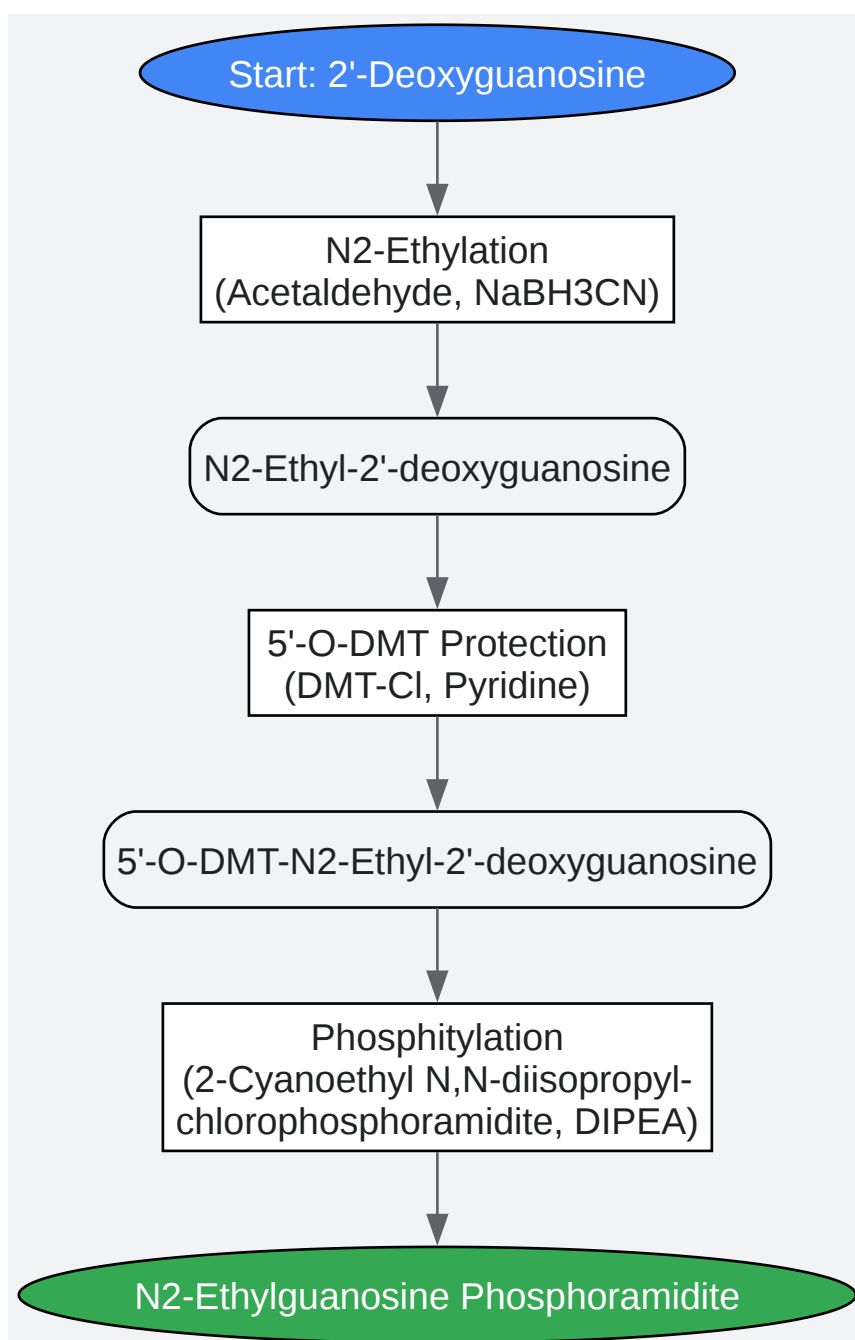 Start: 2'-Deoxyguanosine
N2-Ethylation
(Acetaldehyde, NaBH3CN)
N2-Ethyl-2'-deoxyguanosine
5'-O-DMT Protection
(DMT-Cl, Pyridine)
5'-O-DMT-N2-Ethyl-2'-deoxyguanosine
Phosphitylation
(2-Cyanoethyl N,N-diisopropyl-
chlorophosphoramidite, DIPEA)
N2-Ethylguanosine Phosphoramidite